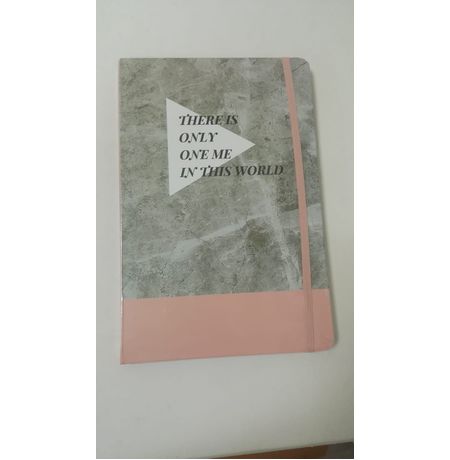 THERE IS
ONLY
ONE ME
IN THIS WORLD